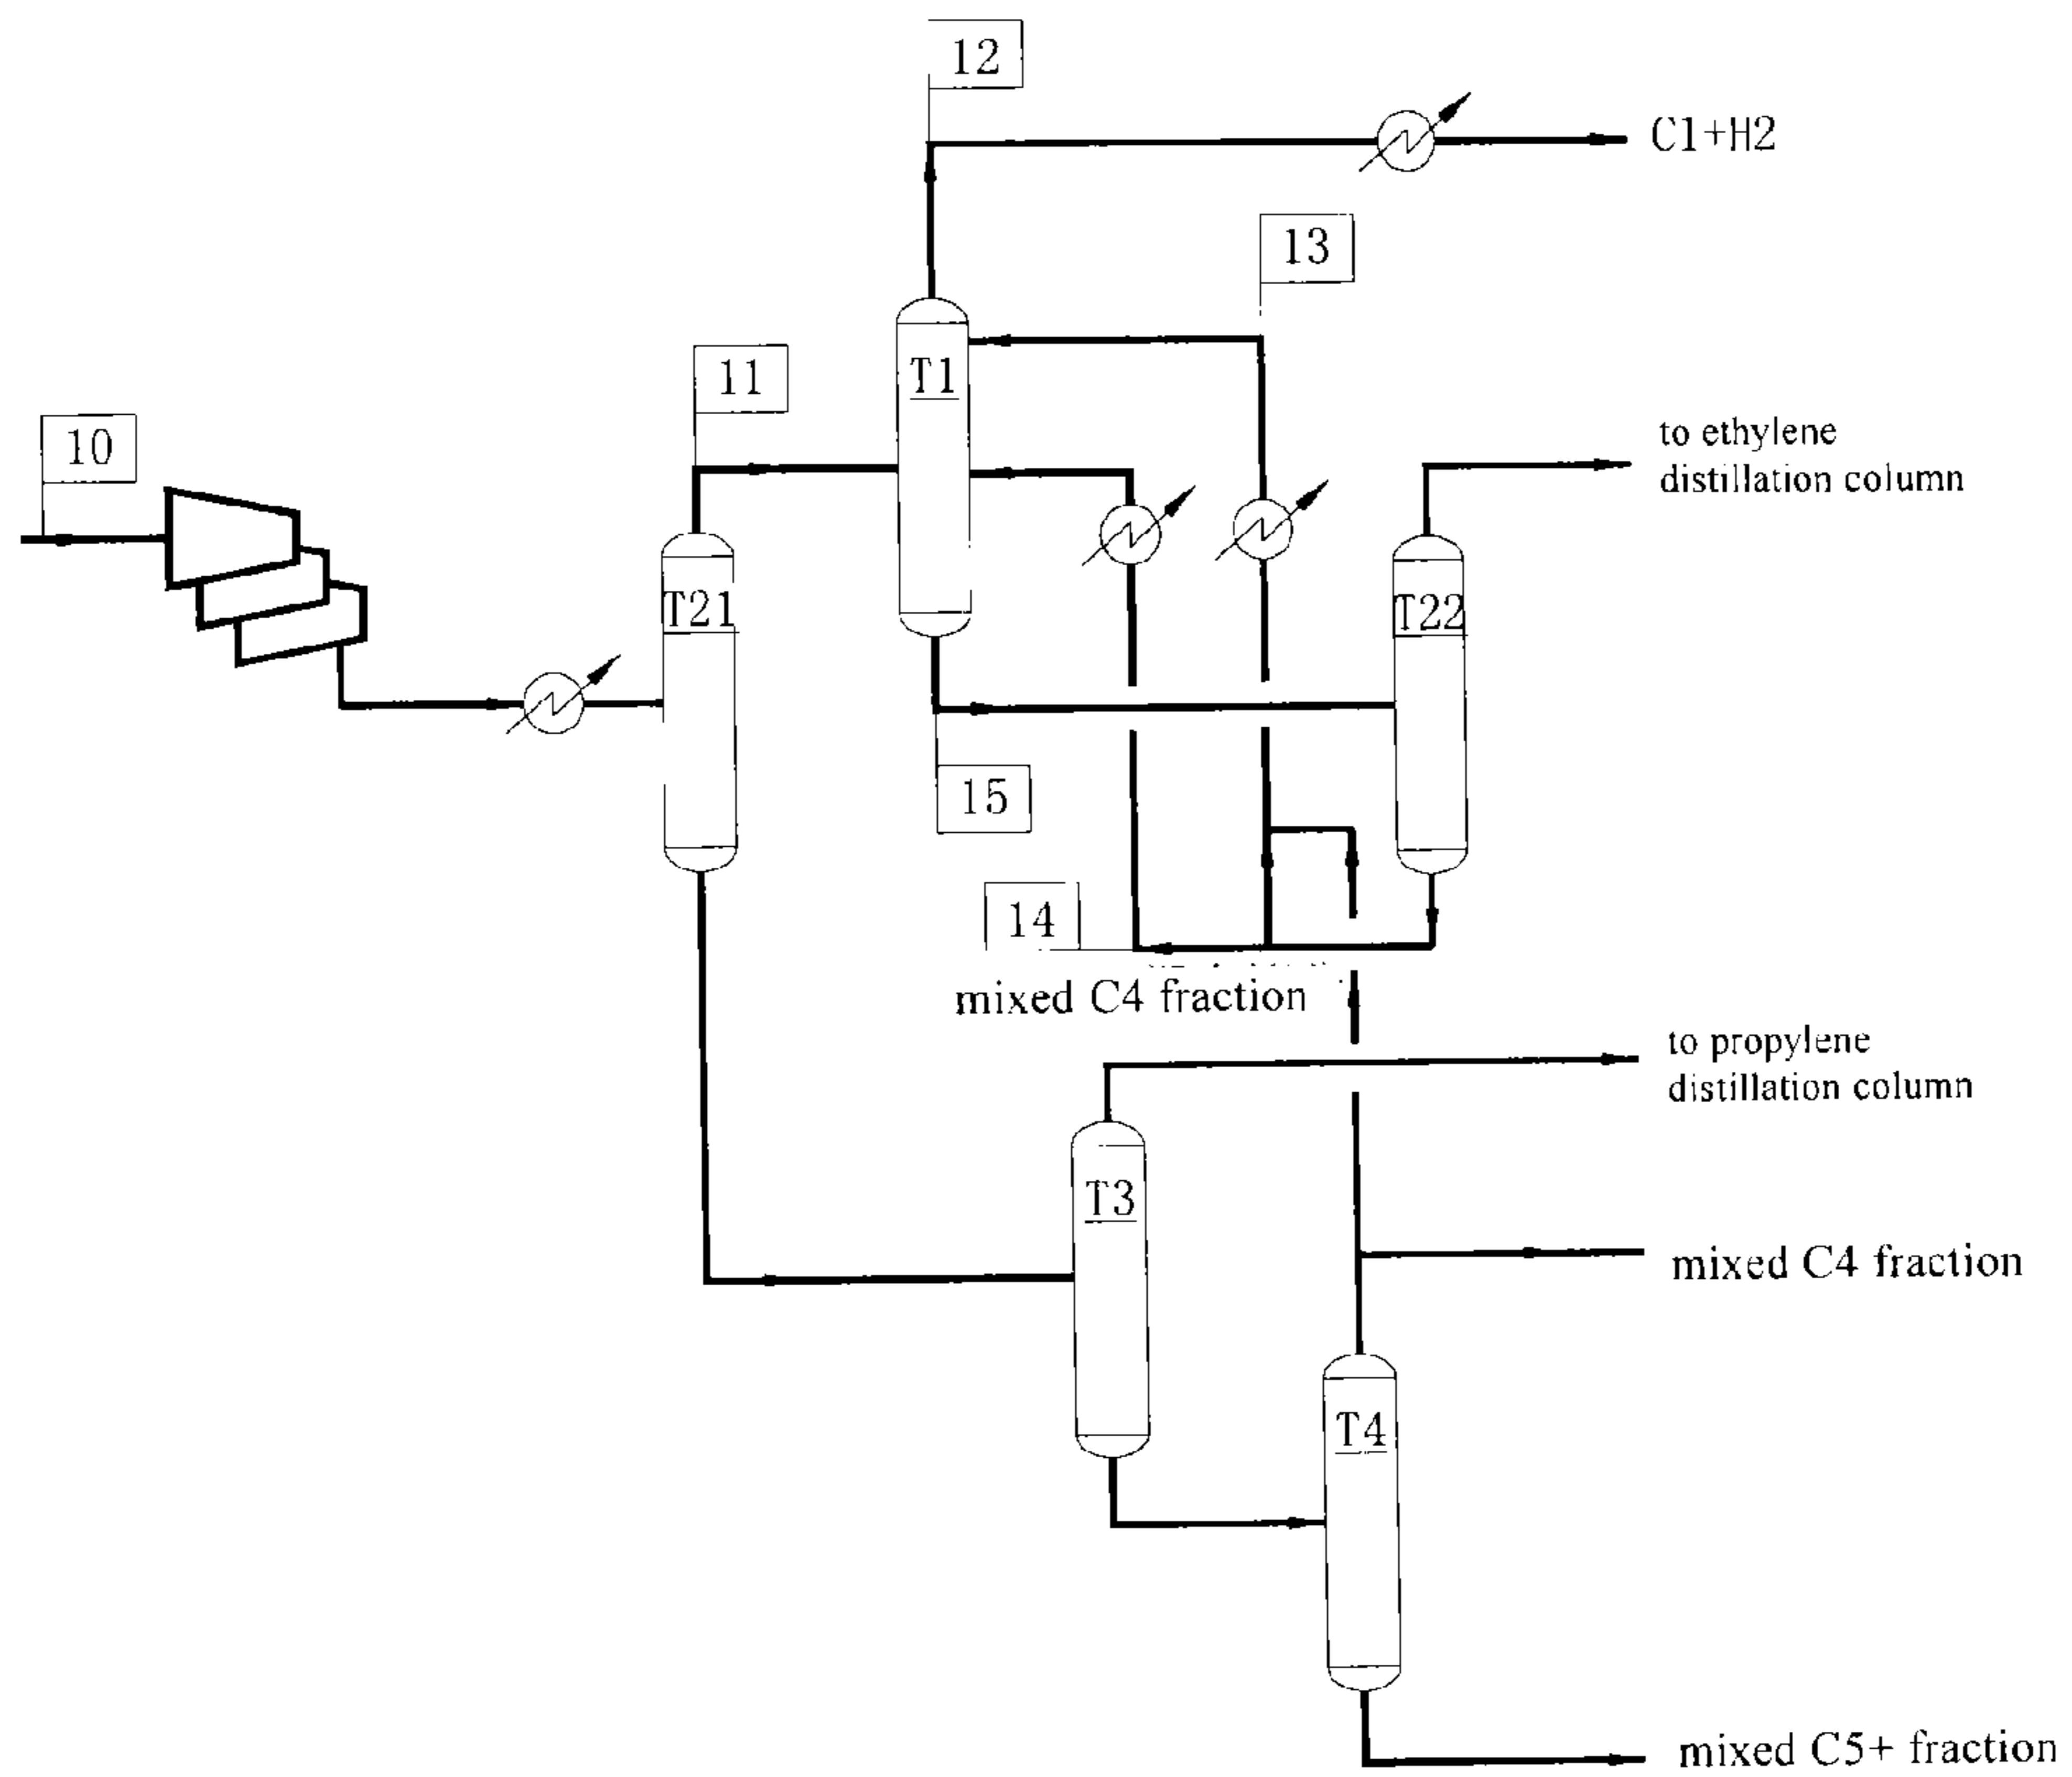 12
C1+H2
13
T1
11
10
to ethylene
distillation column
T21
T22
15
14
mixed C4 fraction
to propylene
distillation column
T3
mixed C4 fraction
T4
mixed C5+ fraction